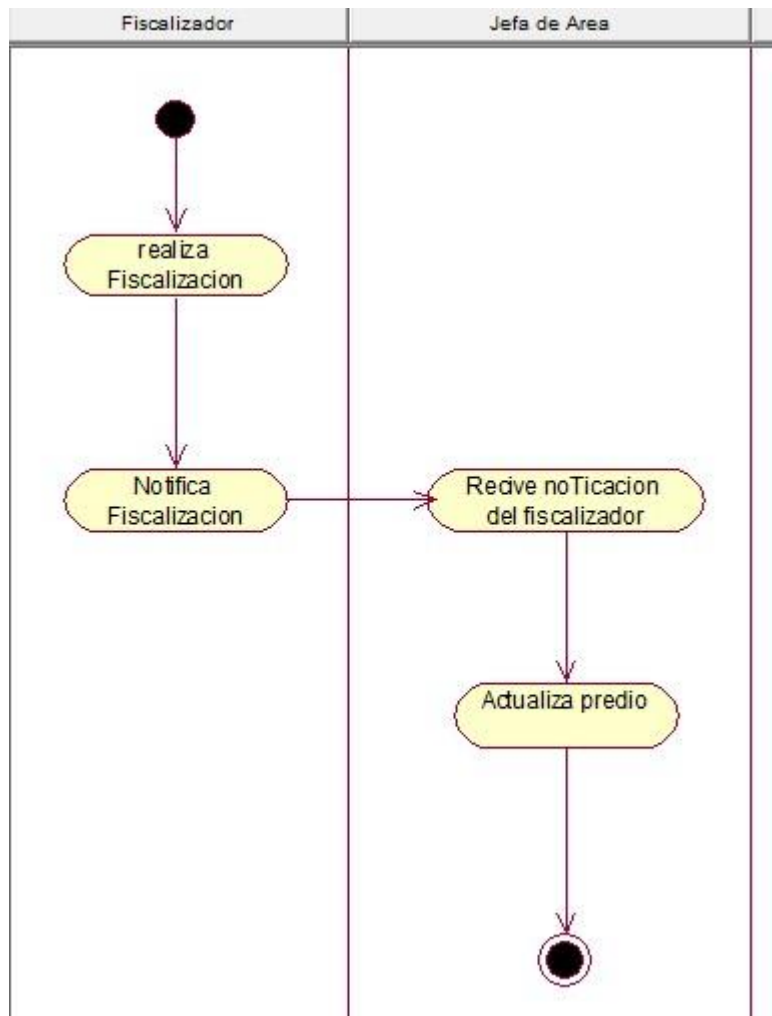 Fiscalizador
Jefa de Area
realiza
Fiscalizacion
Notifica
Fiscalizacion
Recive noTicacion
del fiscalizador
Actualiza predio